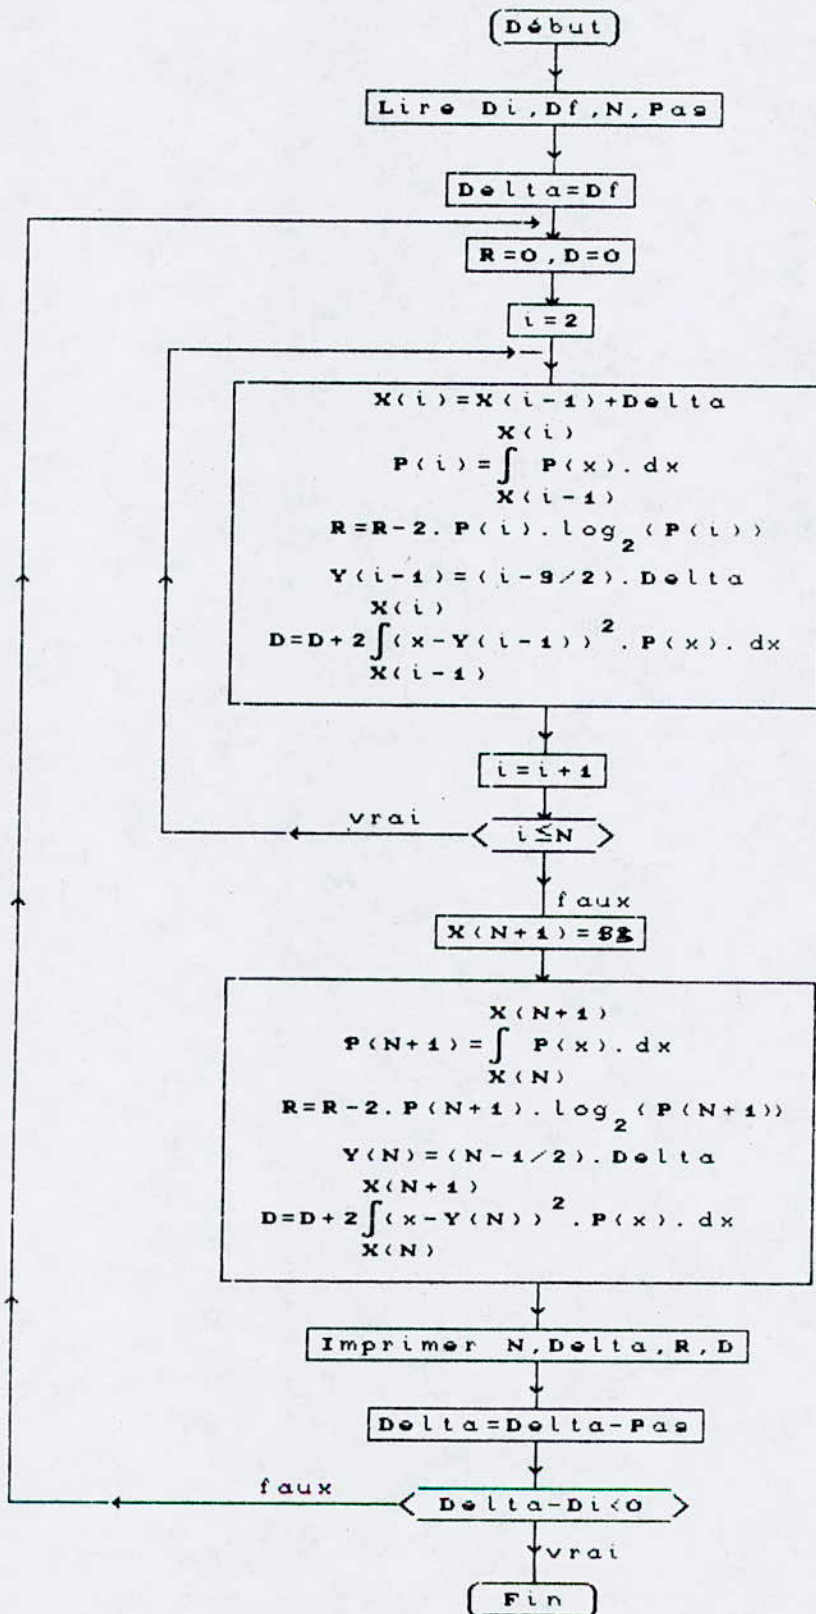 Début
Lire Di,Df,N,Pas
Delta=Df
R=0,D=0
i=2
X(i)=X(i-1)+Delta
X(i)
P(i)=∫ P(x).dx
X(i-1)
R=R-2.P(i).log₂(P(i))
Y(i-1)=(i-9/2).Delta
X(i)
D=D+2∫(x-Y(i-1))².P(x).dx
X(i-1)
i=i+1
vrai
i≤N
faux
X(N+1)=
X(N+1)
P(N+1)=∫ P(x).dx
X(N)
R=R-2.P(N+1).log₂(P(N+1))
Y(N)=(N-1/2).Delta
X(N+1)
D=D+2∫(x-Y(N))².P(x).dx
X(N)
Imprimer N,Delta,R,D
Delta=Delta-Pas
faux
Delta-Di<0
vrai
Fin